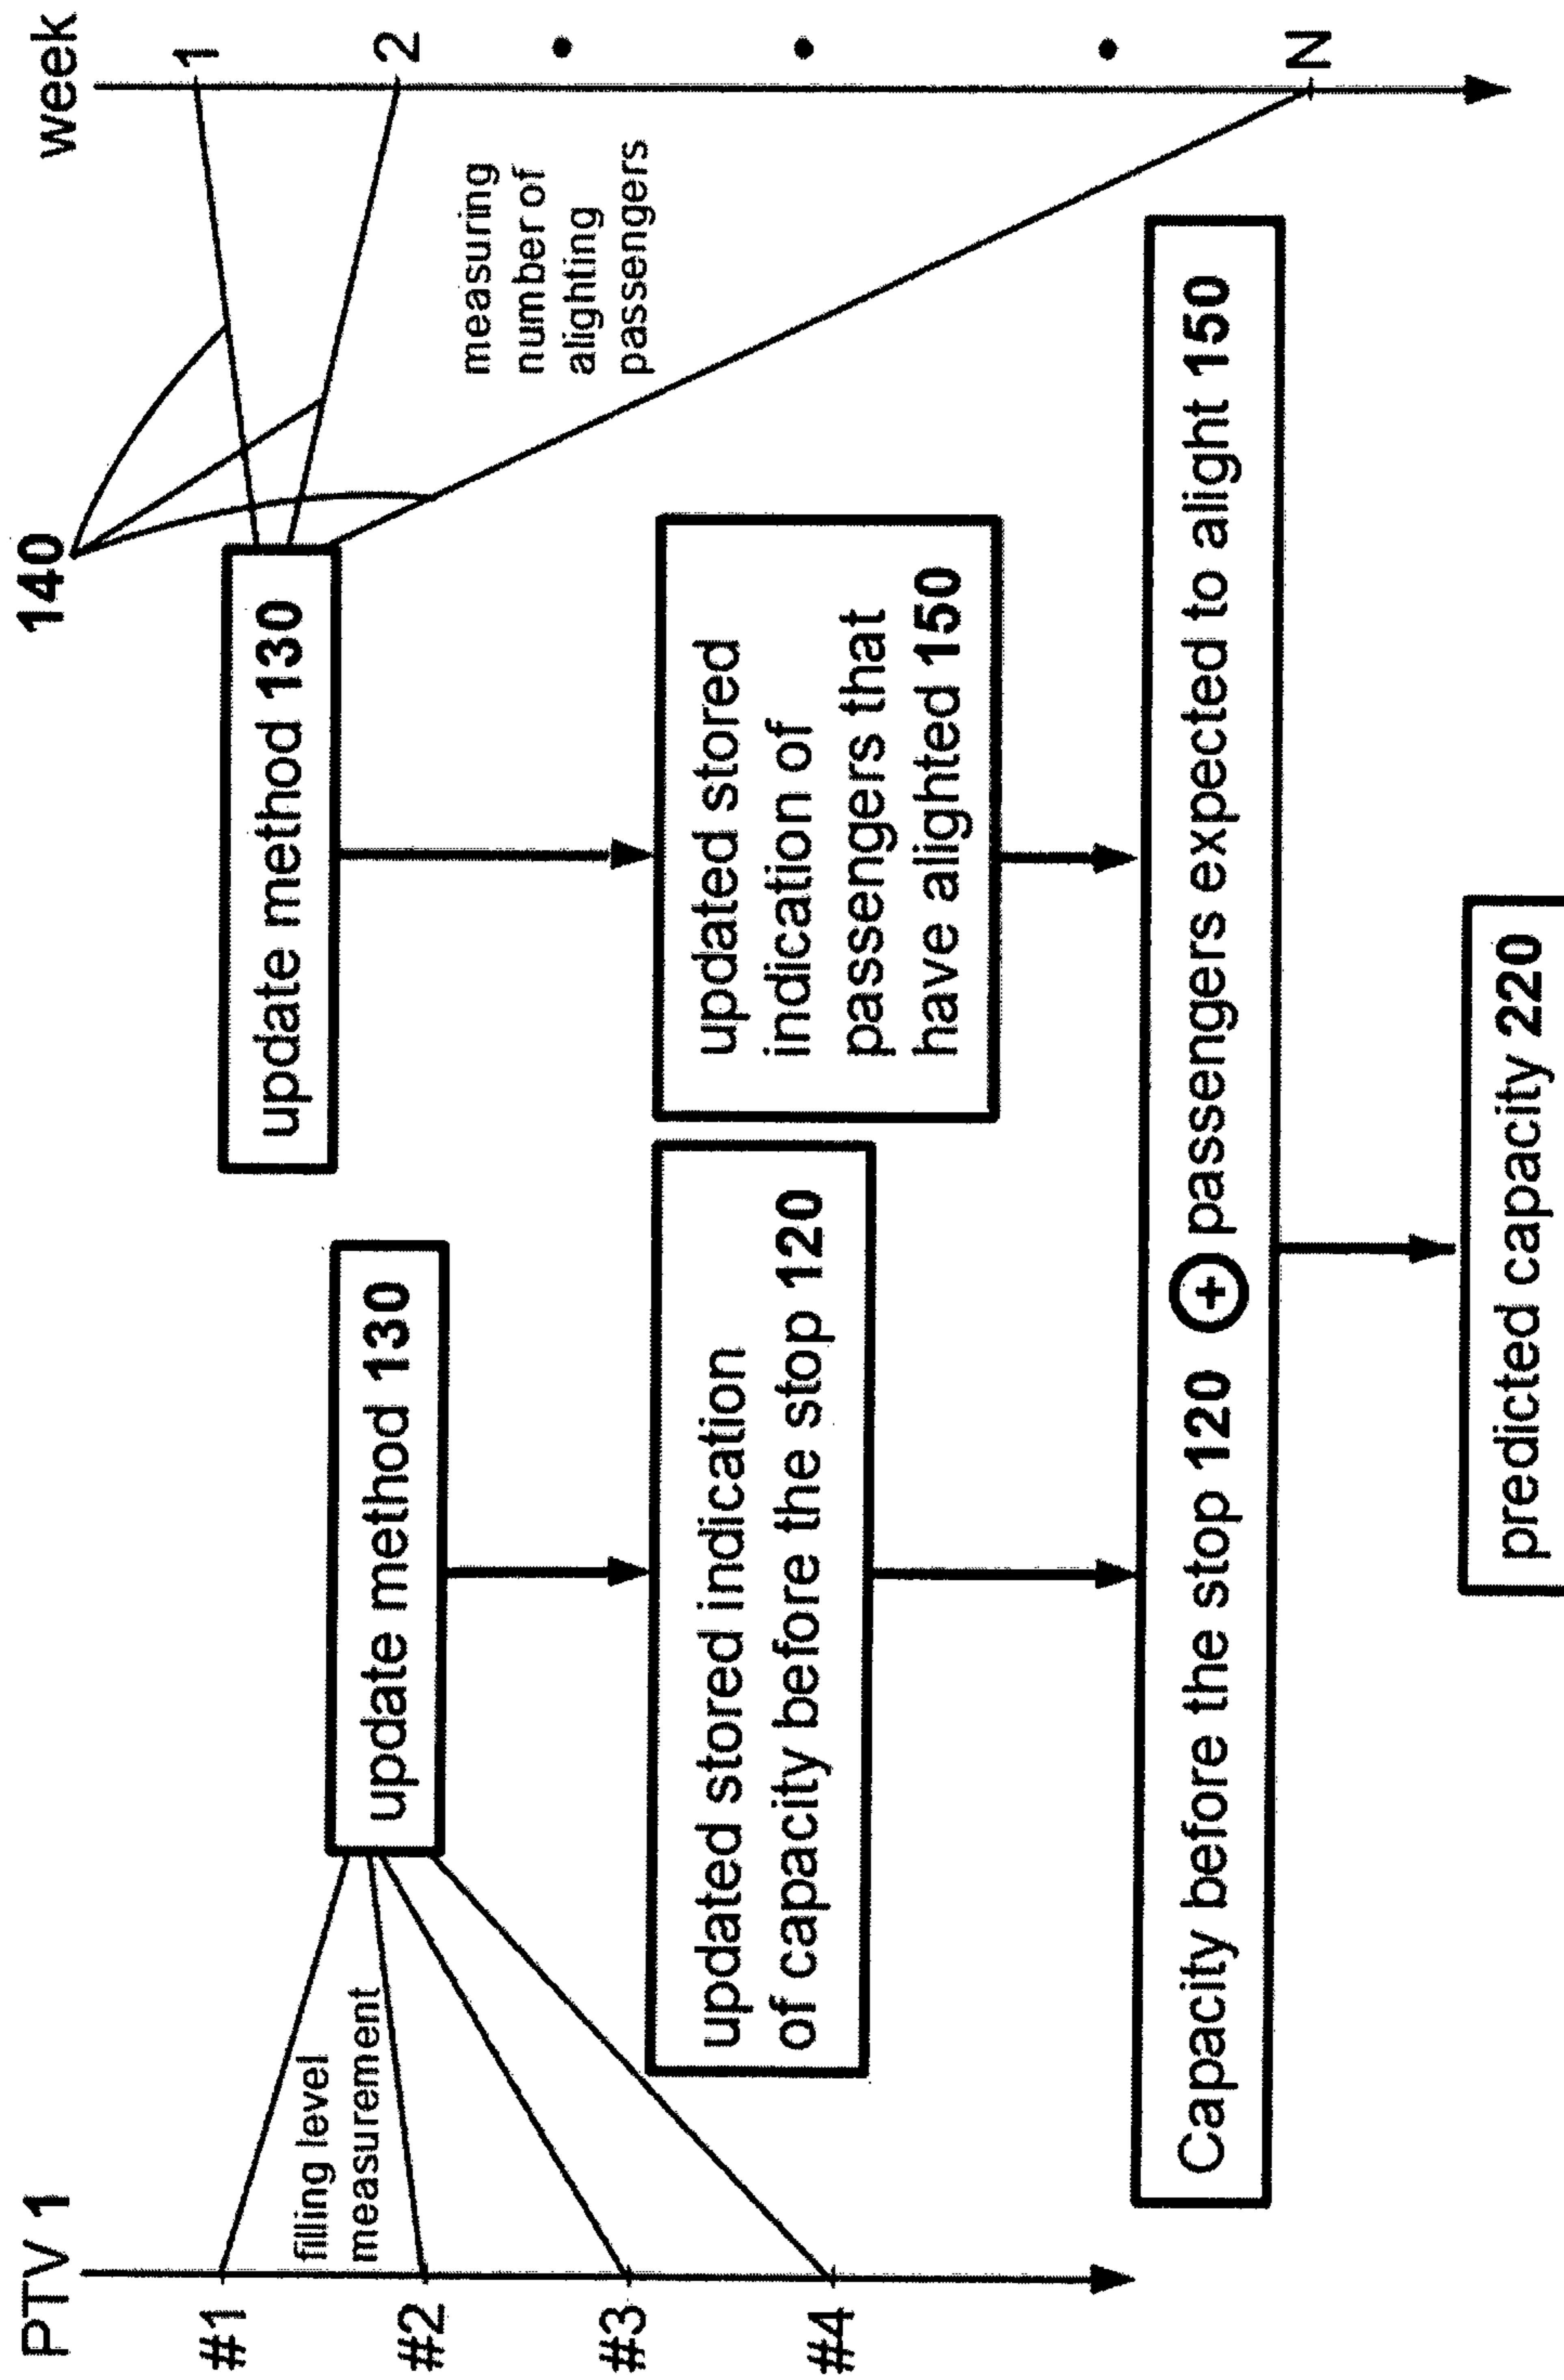 PTV 1
#1
#2
#3
#4
filling level
measurement
update method 130
updated stored indication
of capacity before the stop 120
140
week
1
2
N
measuring
number of
alighting
passengers
update method 130
updated stored
indication of
passengers that
have alighted 150
Capacity before the stop 120 + passengers expected to alight 150
predicted capacity 220